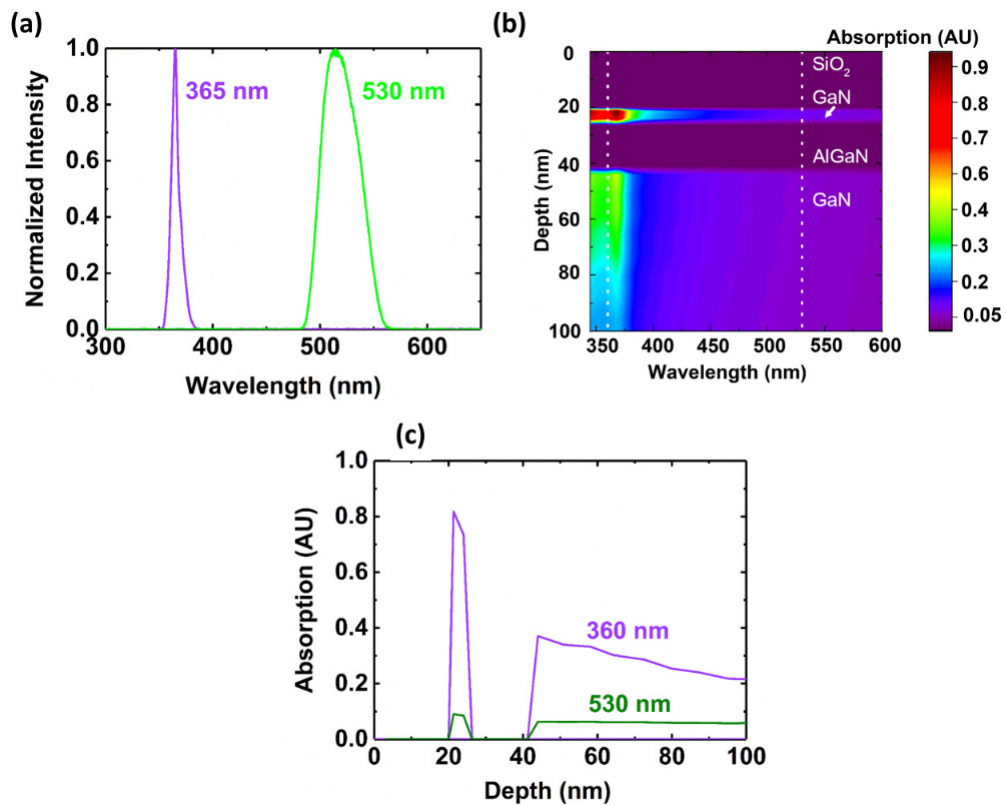 (a)
1.0
0.8
0.6
0.4
0.2
0.0
Normalized Intensity
365 nm
530 nm
300
400
500
600
Wavelength (nm)
(b)
Absorption (AU)
0
20
40
60
80
100
Depth (nm)
SiO2
GaN
AlGaN
GaN
350
400
450
500
550
600
Wavelength (nm)
0.9
0.8
0.7
0.6
0.5
0.4
0.3
0.2
0.05
(c)
1.0
0.8
0.6
0.4
0.2
0.0
Absorption (AU)
360 nm
530 nm
0
20
40
60
80
100
Depth (nm)